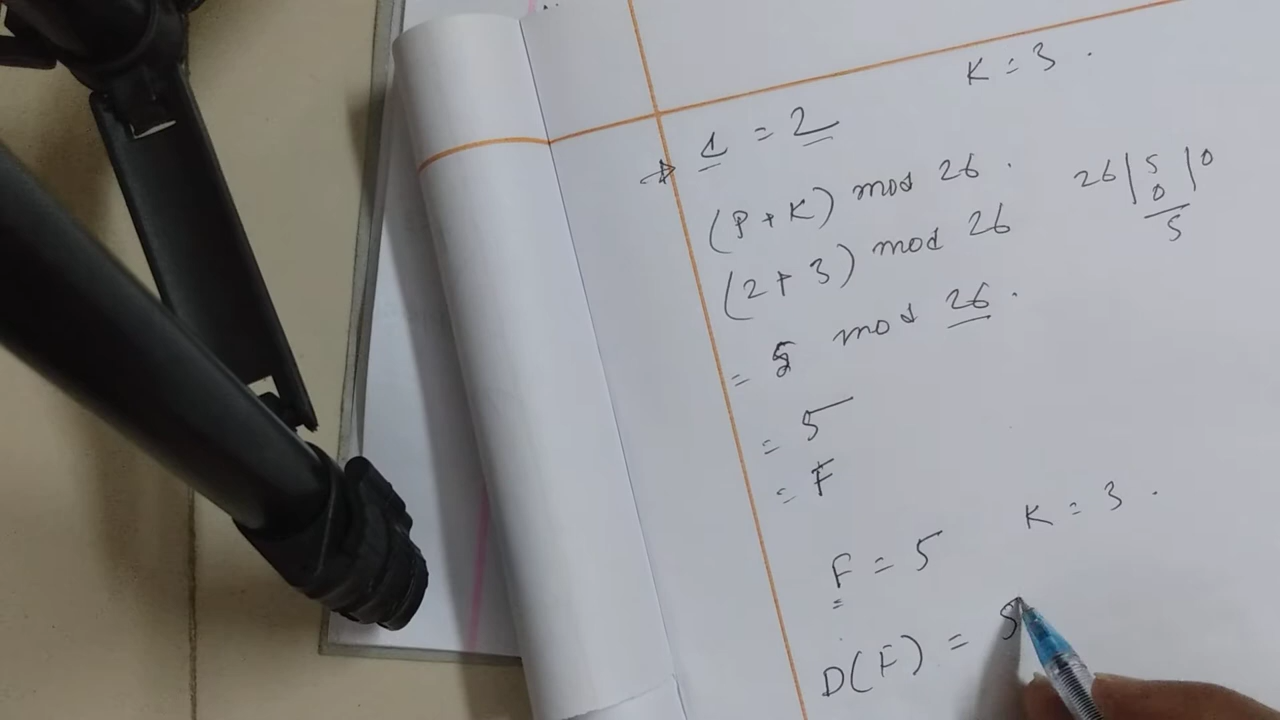 K = 3 .
C = 2
(P + K) mod 26 .
26 | 5 | 0
0
5
(2 + 3) mod 26
= 5 mod 26 .
= 5
= F
F = 5 K = 3 .
D(F) = 5